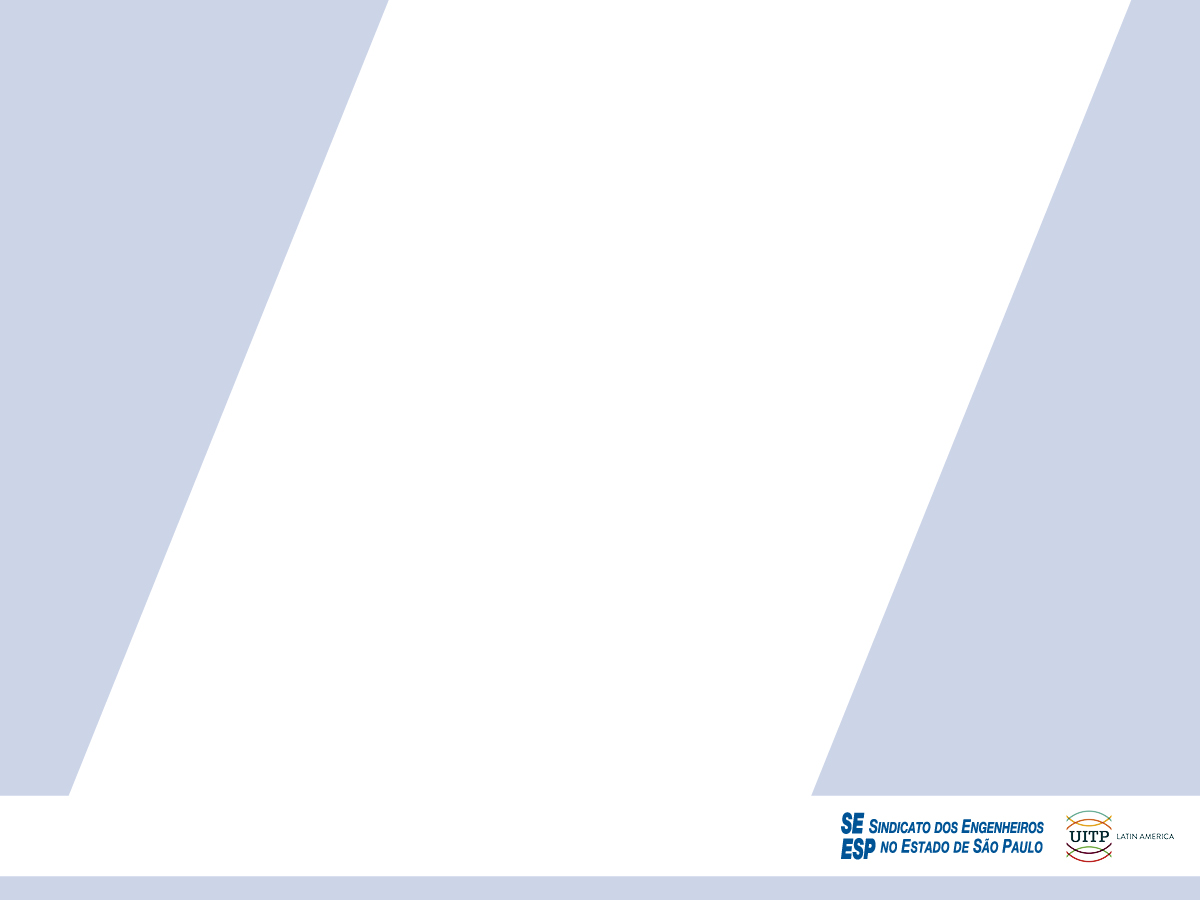 SE SINDICATO DOS ENGENHEIROS
ESP NO ESTADO DE SÃO PAULO
UITP LATIN AMERICA